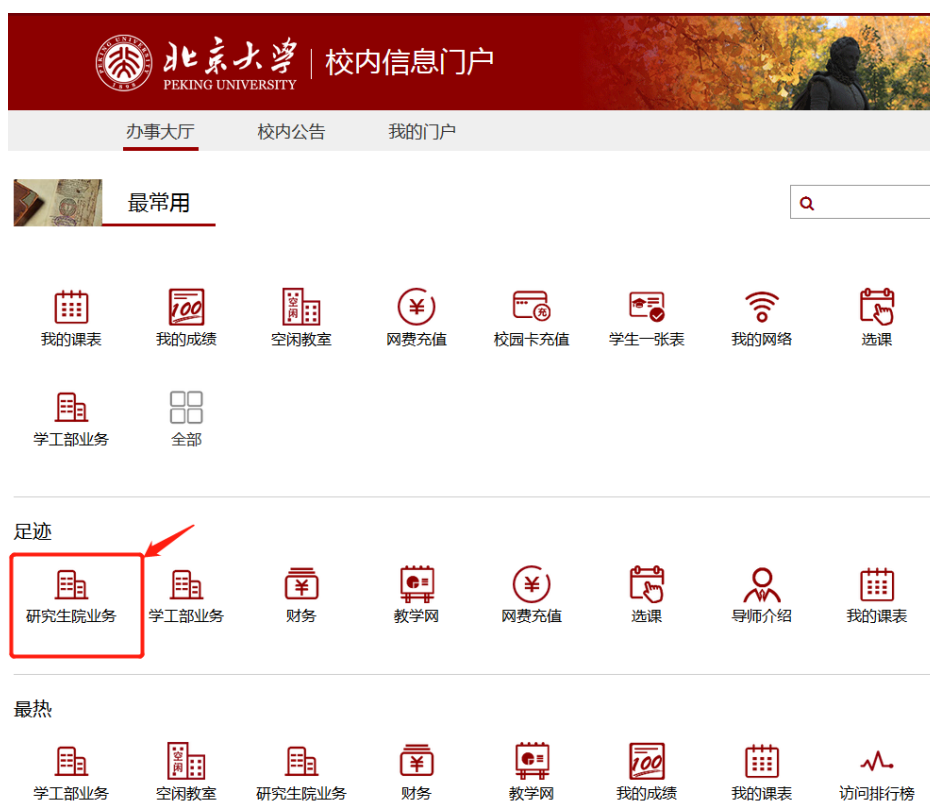 北京大学 | 校内信息门户
PEKING UNIVERSITY
办事大厅 校内公告 我的门户
最常用
100 空闲 充
我的课表 我的成绩 空闲教室 网费充值 校园卡充值 学生一张表 我的网络 选课
学工部业务 全部
足迹
研究生院业务 学工部业务 财务 教学网 网费充值 选课 导师介绍 我的课表
最热
空闲 100
学工部业务 空闲教室 研究生院业务 财务 教学网 我的成绩 我的课表 访问排行榜